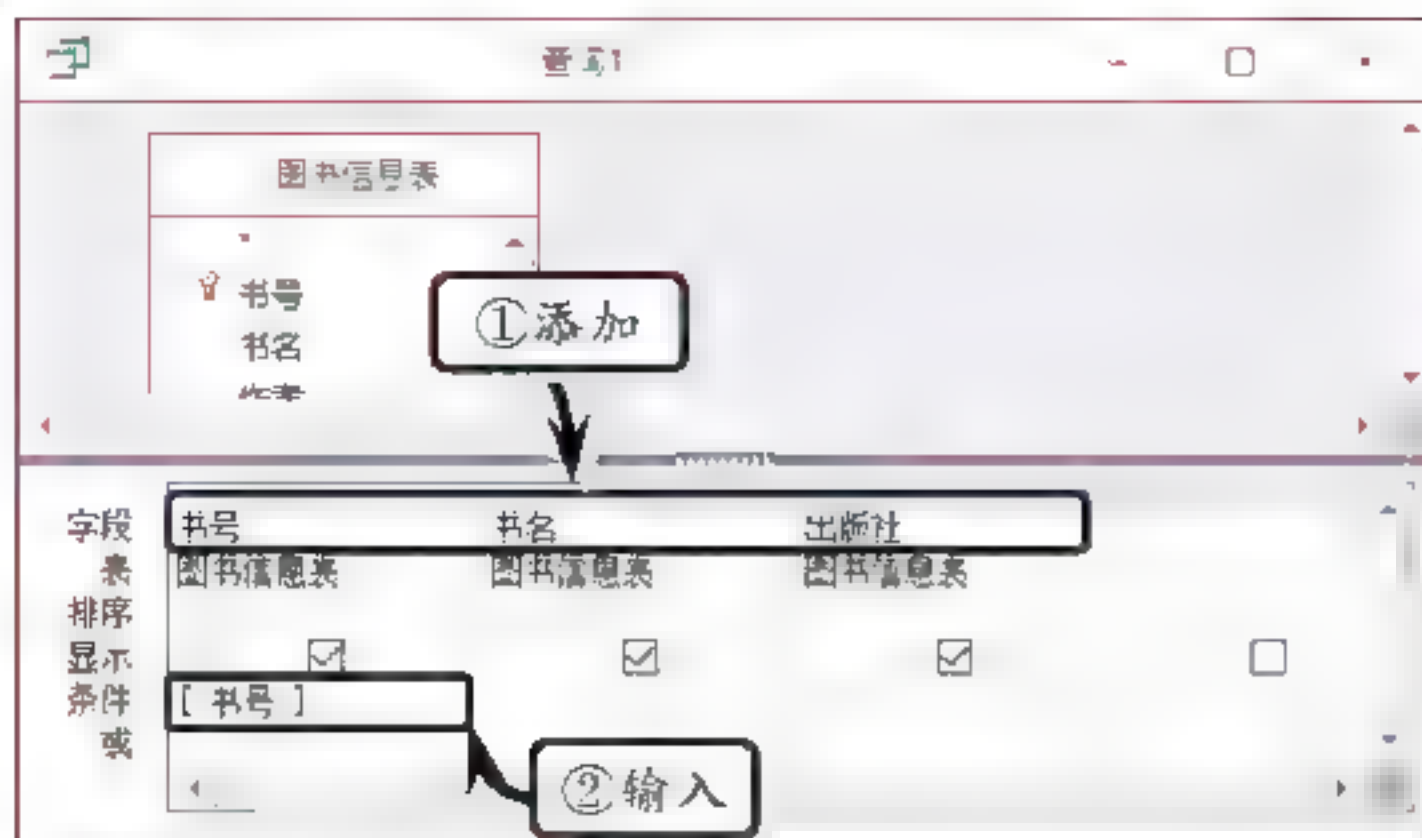 查询1
图书信息表
书号
书名
作者
①添加
字段 书号 书名 出版社
表 图书信息表 图书信息表 图书信息表
排序
显示
条件 [ 书号 ]
或
②输入